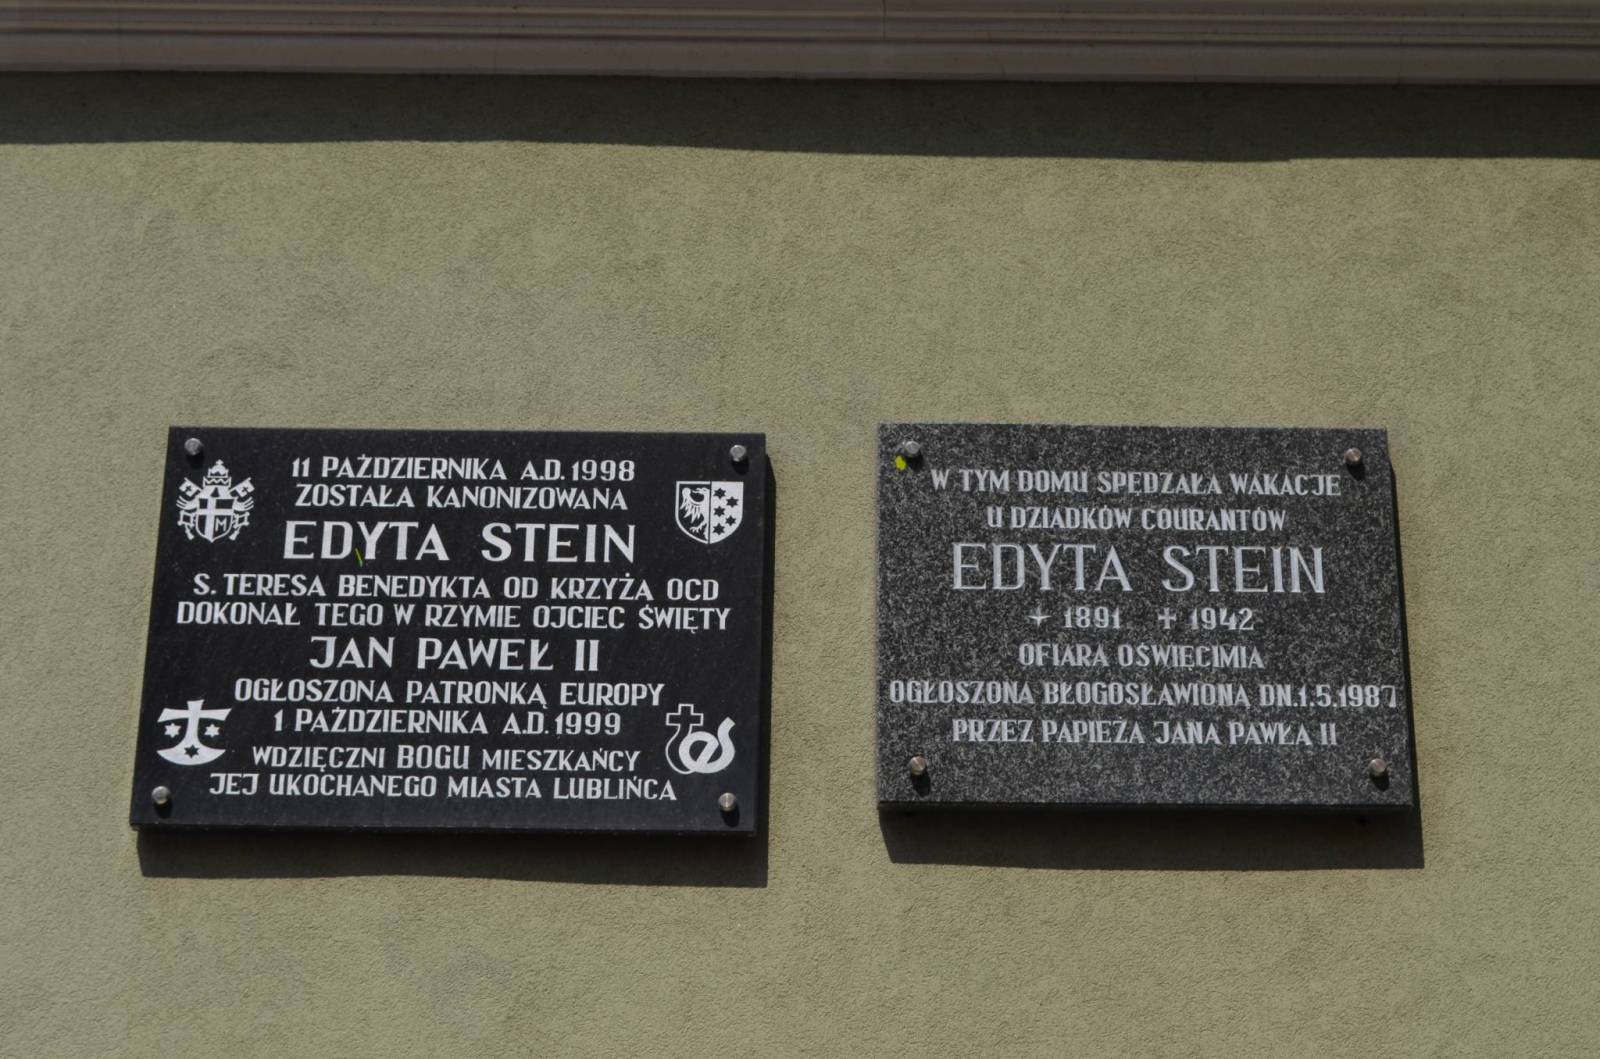 11 PAŹDZIERNIKA A.D. 1998
ZOSTAŁA KANONIZOWANA
EDYTA STEIN
S. TERESA BENEDYKTA OD KRZYŻA OCD
DOKONAŁ TEGO W RZYMIE OJCIEC ŚWIĘTY
JAN PAWEŁ II
OGŁOSZONA PATRONKĄ EUROPY
1 PAŹDZIERNIKA A.D. 1999
WDZIĘCZNI BOGU MIESZKAŃCY
JEJ UKOCHANEGO MIASTA LUBLIŃCA
M
es
W TYM DOMU SPĘDZAŁA WAKACJE
U DZIADKÓW COURANTÓW
EDYTA STEIN
1891 1942
OFIARA OŚWIĘCIMIA
OGŁOSZONA BŁOGOSŁAWIONA DN.1.5.1987
PRZEZ PAPIEŻA JANA PAWŁA II